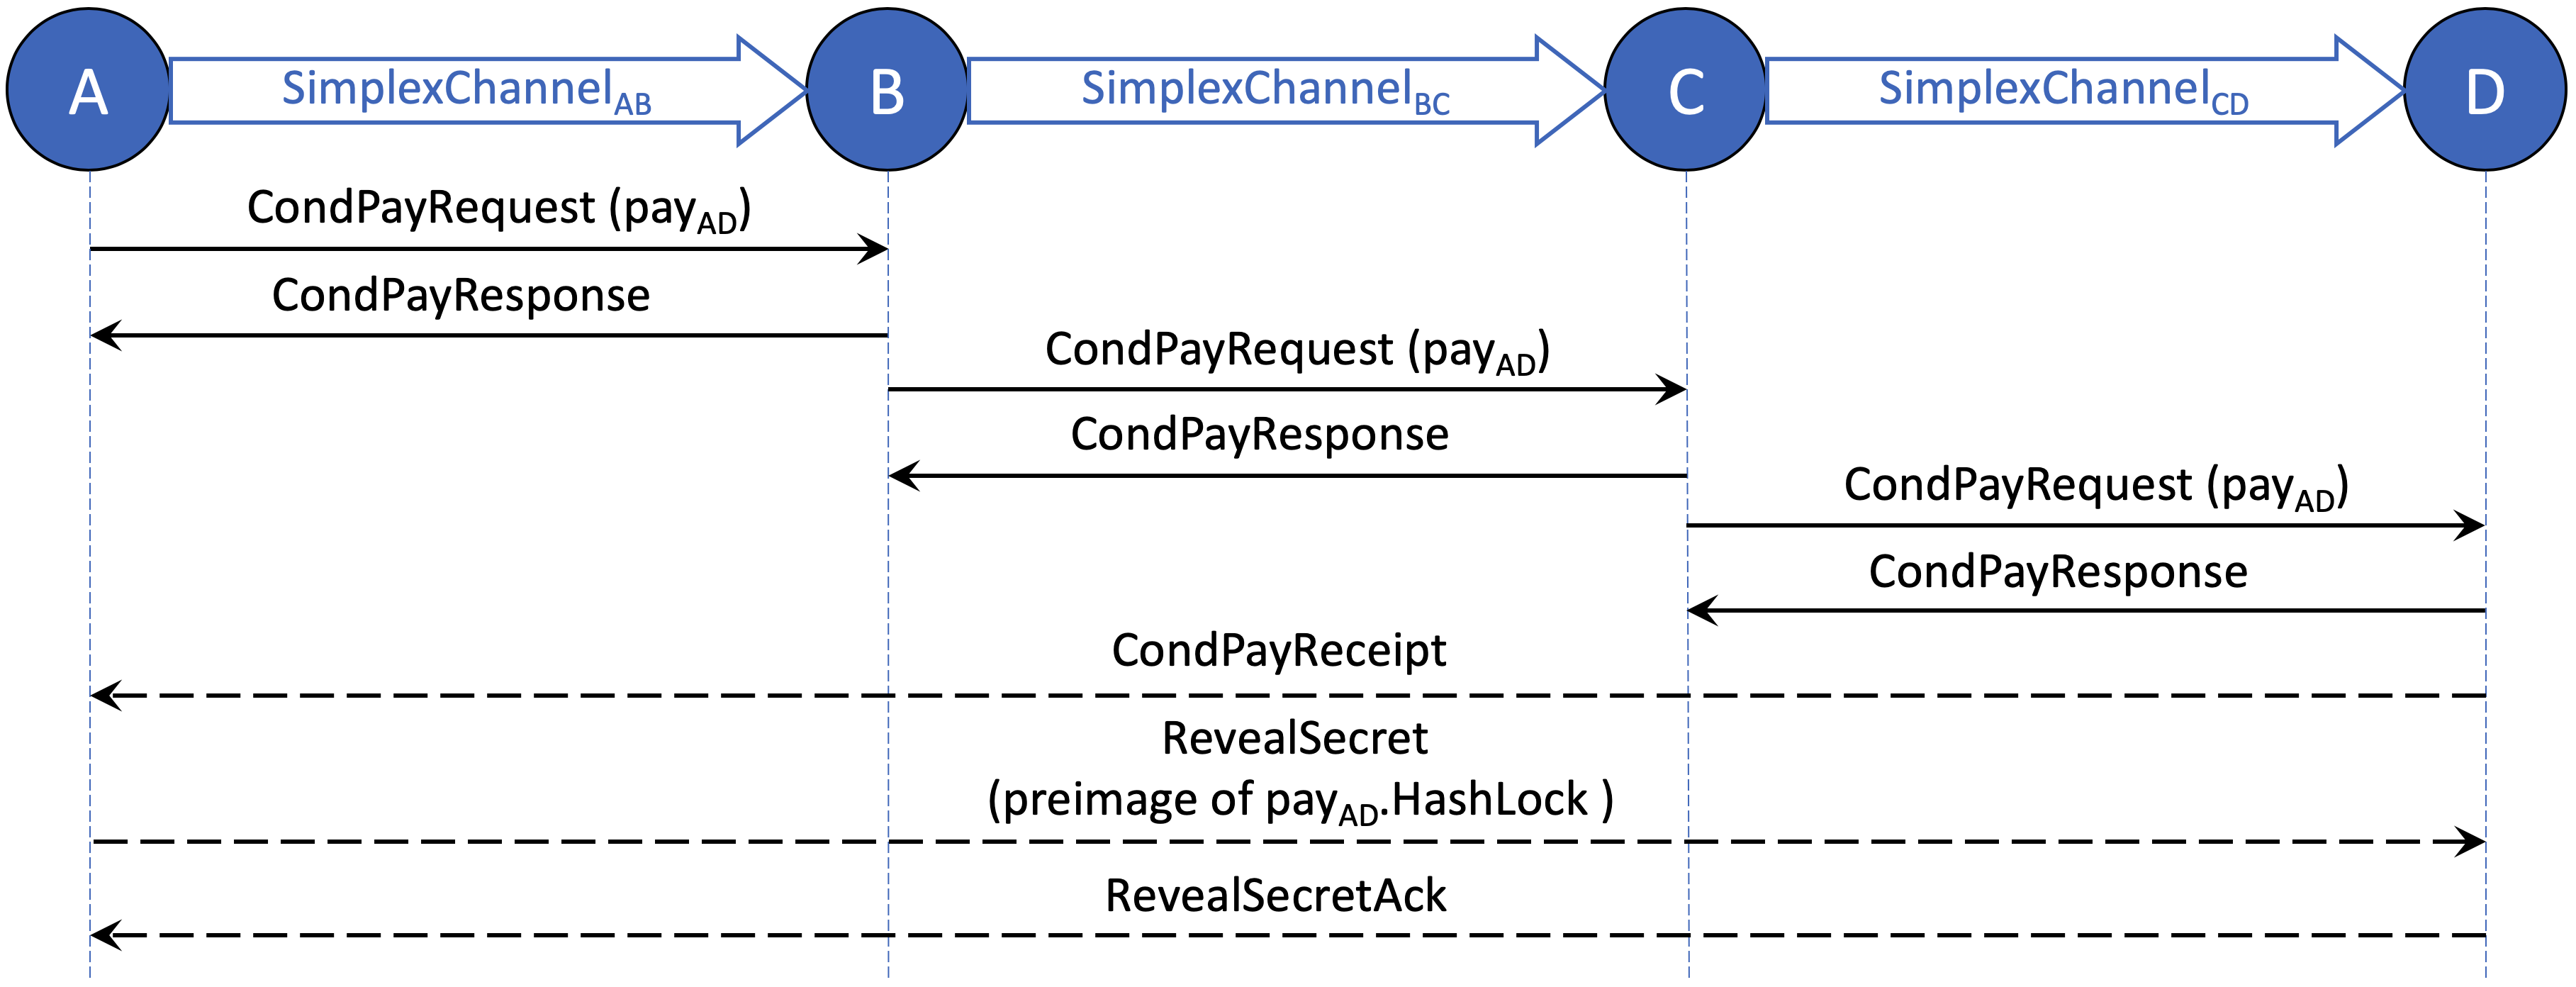 A SimplexChannelAB B SimplexChannelBC C SimplexChannelCD D
CondPayRequest (payAD)
CondPayResponse
CondPayRequest (payAD)
CondPayResponse
CondPayRequest (payAD)
CondPayResponse
CondPayReceipt
RevealSecret
(preimage of payAD.HashLock )
RevealSecretAck